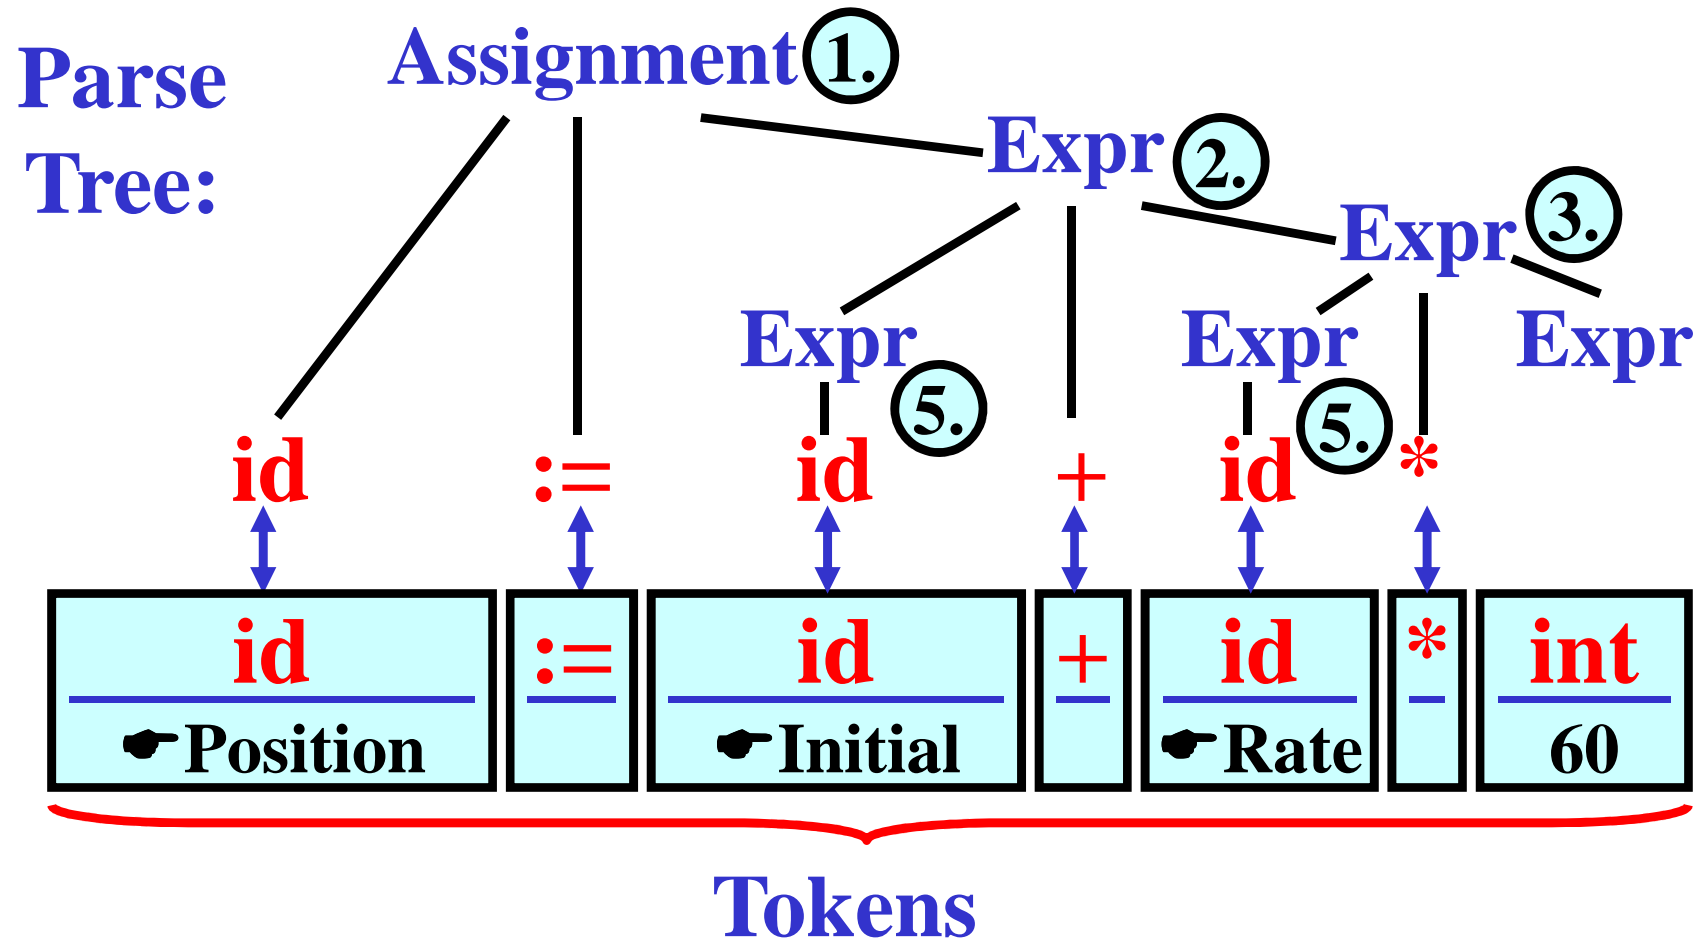 Parse
Tree:
Assignment 1.
Expr 2.
Expr 3.
Expr Expr Expr
5. 5.
id := id + id *
id := id + id * int
☛Position ☛Initial ☛Rate 60
Tokens